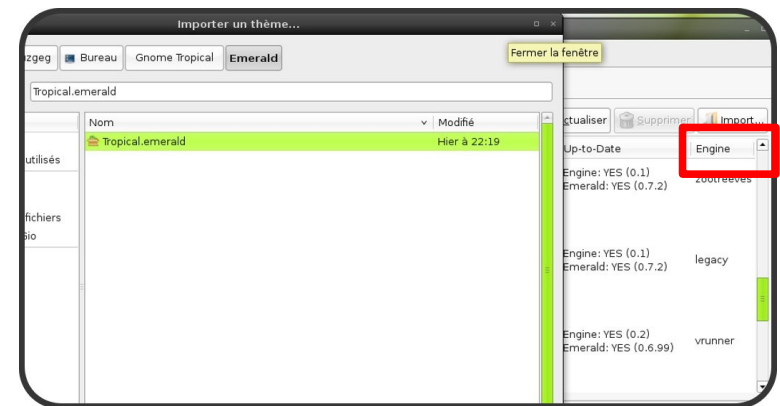 Importer un thème...
Fermer la fenêtre
zgeg Bureau Gnome Tropical Emerald
Tropical.emerald
Nom Modifié
Tropical.emerald Hier à 22:19
utilisés
fichiers
ctualiser Supprimer Import...
Up-to-Date Engine
Engine: YES (0.1)
Emerald: YES (0.7.2)
zootreeves
Engine: YES (0.1)
Emerald: YES (0.7.2)
legacy
Engine: YES (0.2)
Emerald: YES (0.6.99)
vrunner